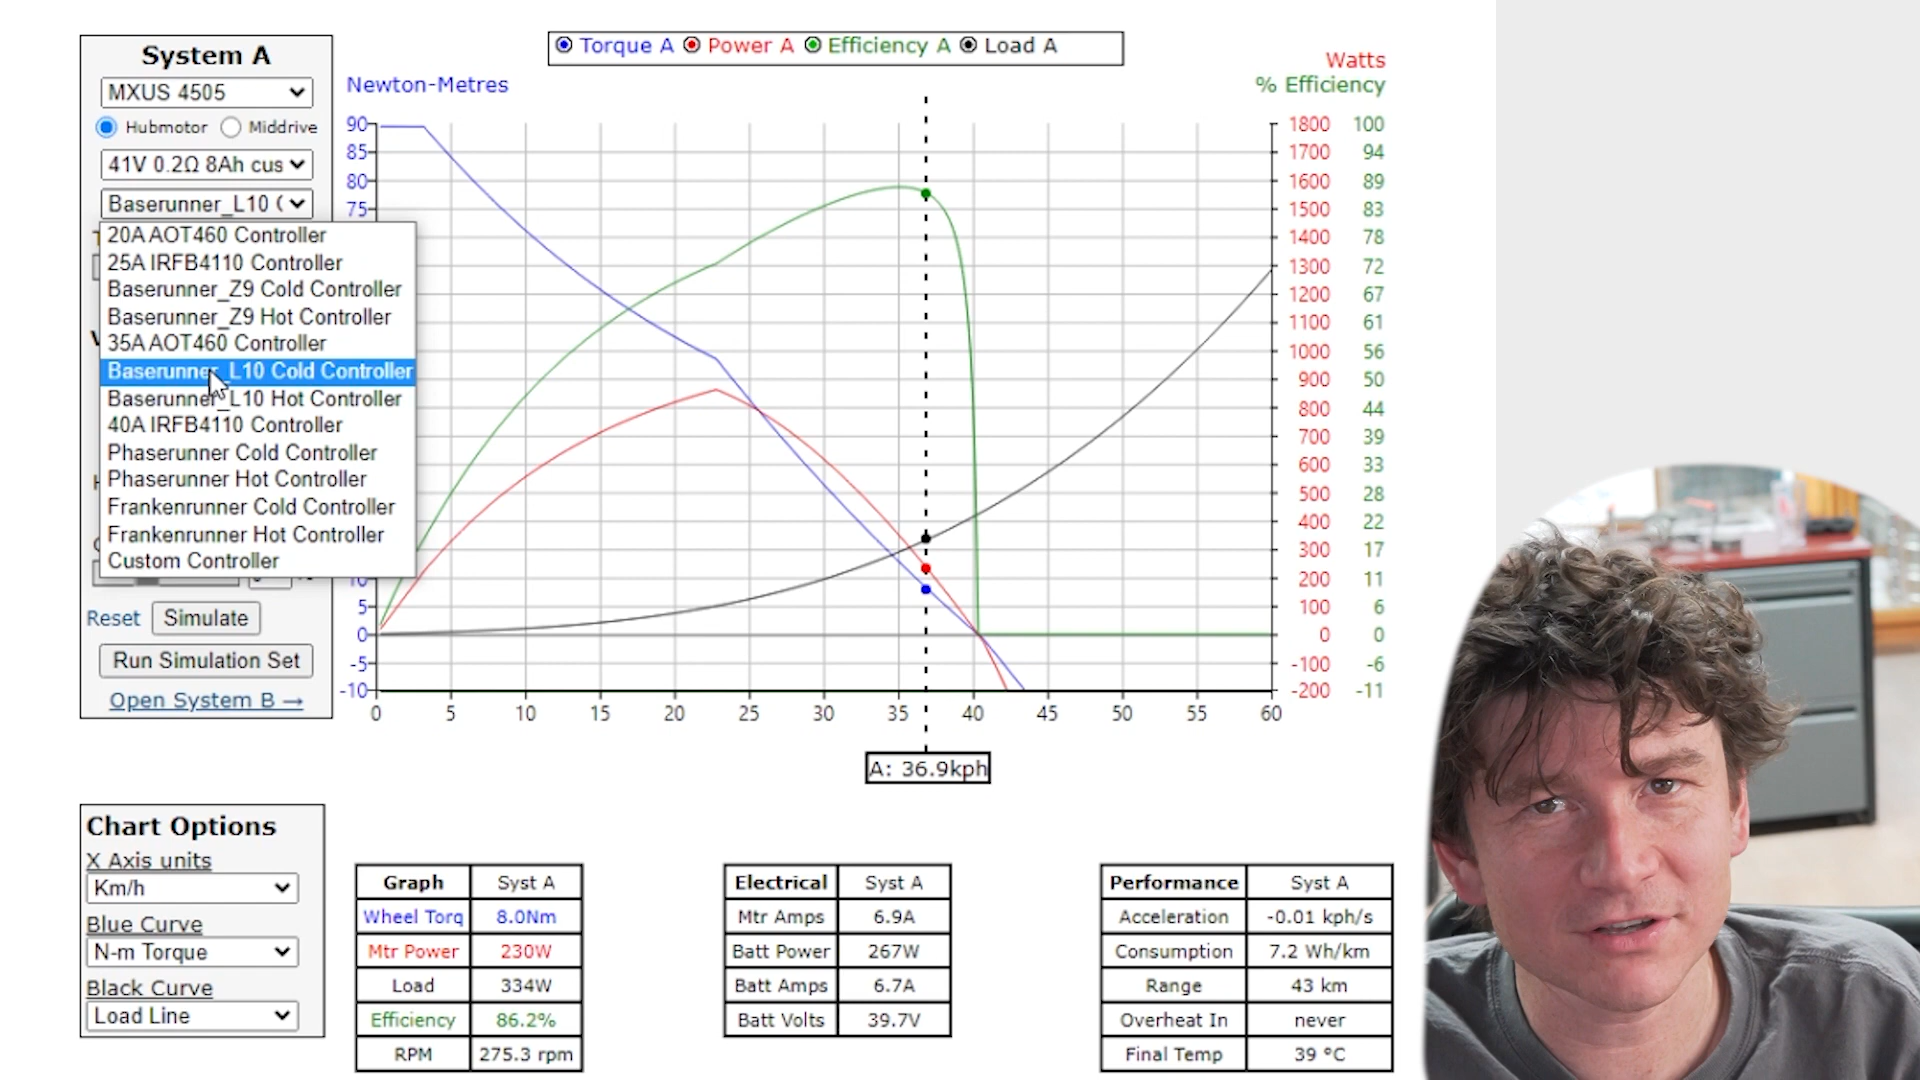 System A
MXUS 4505
Hubmotor Middrive
41V 0.2Ω 8Ah cus
Baserunner_L10 (
20A AOT460 Controller
25A IRFB4110 Controller
Baserunner_Z9 Cold Controller
Baserunner_Z9 Hot Controller
35A AOT460 Controller
Baserunner_L10 Cold Controller
Baserunner_L10 Hot Controller
40A IRFB4110 Controller
Phaserunner Cold Controller
Phaserunner Hot Controller
Frankenrunner Cold Controller
Frankenrunner Hot Controller
Custom Controller
Reset Simulate
Run Simulation Set
Open System B →
Torque A Power A Efficiency A Load A
Newton-Metres
Watts
% Efficiency
90 1800 100
85 1700 94
80 1600 89
75 1500 83
1400 78
1300 72
1200 67
1100 61
1000 56
900 50
800 44
700 39
600 33
500 28
400 22
300 17
10 200 11
5 100 6
0 0 0
-5 -100 -6
-10 -200 -11
0 5 10 15 20 25 30 35 40 45 50 55 60
A: 36.9kph
Chart Options
X Axis units
Km/h
Blue Curve
N-m Torque
Black Curve
Load Line
Graph Syst A
Wheel Torq 8.0Nm
Mtr Power 230W
Load 334W
Efficiency 86.2%
RPM 275.3 rpm
Electrical Syst A
Mtr Amps 6.9A
Batt Power 267W
Batt Amps 6.7A
Batt Volts 39.7V
Performance Syst A
Acceleration -0.01 kph/s
Consumption 7.2 Wh/km
Range 43 km
Overheat In never
Final Temp 39 °C